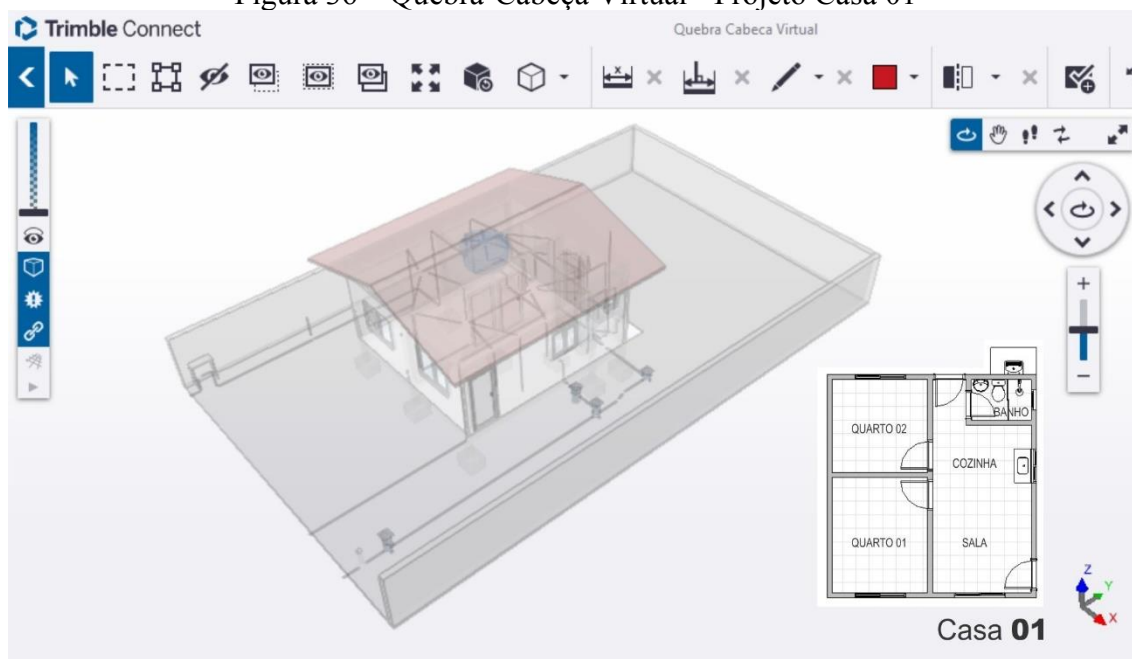 Figura 36 – Quebra-Cabeça Virtual - Projeto Casa 01
Trimble Connect
Quebra Cabeca Virtual
BANHO
QUARTO 02
COZINHA
QUARTO 01
SALA
Z
Y
X
Casa 01